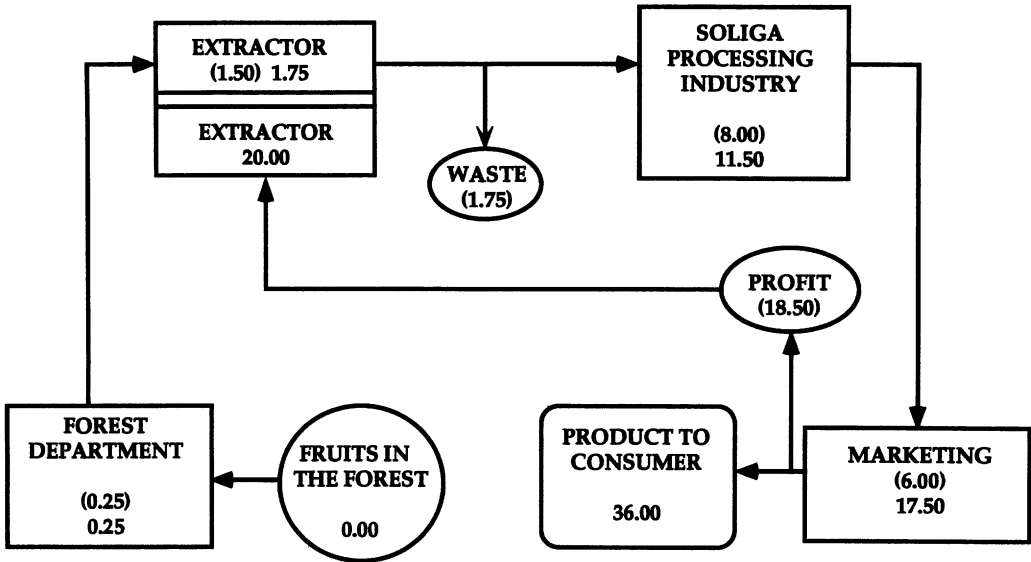 EXTRACTOR
(1.50) 1.75
EXTRACTOR
20.00
WASTE
(1.75)
SOLIGA
PROCESSING
INDUSTRY
(8.00)
11.50
PROFIT
(18.50)
FOREST
DEPARTMENT
(0.25)
0.25
FRUITS IN
THE FOREST
0.00
PRODUCT TO
CONSUMER
36.00
MARKETING
(6.00)
17.50